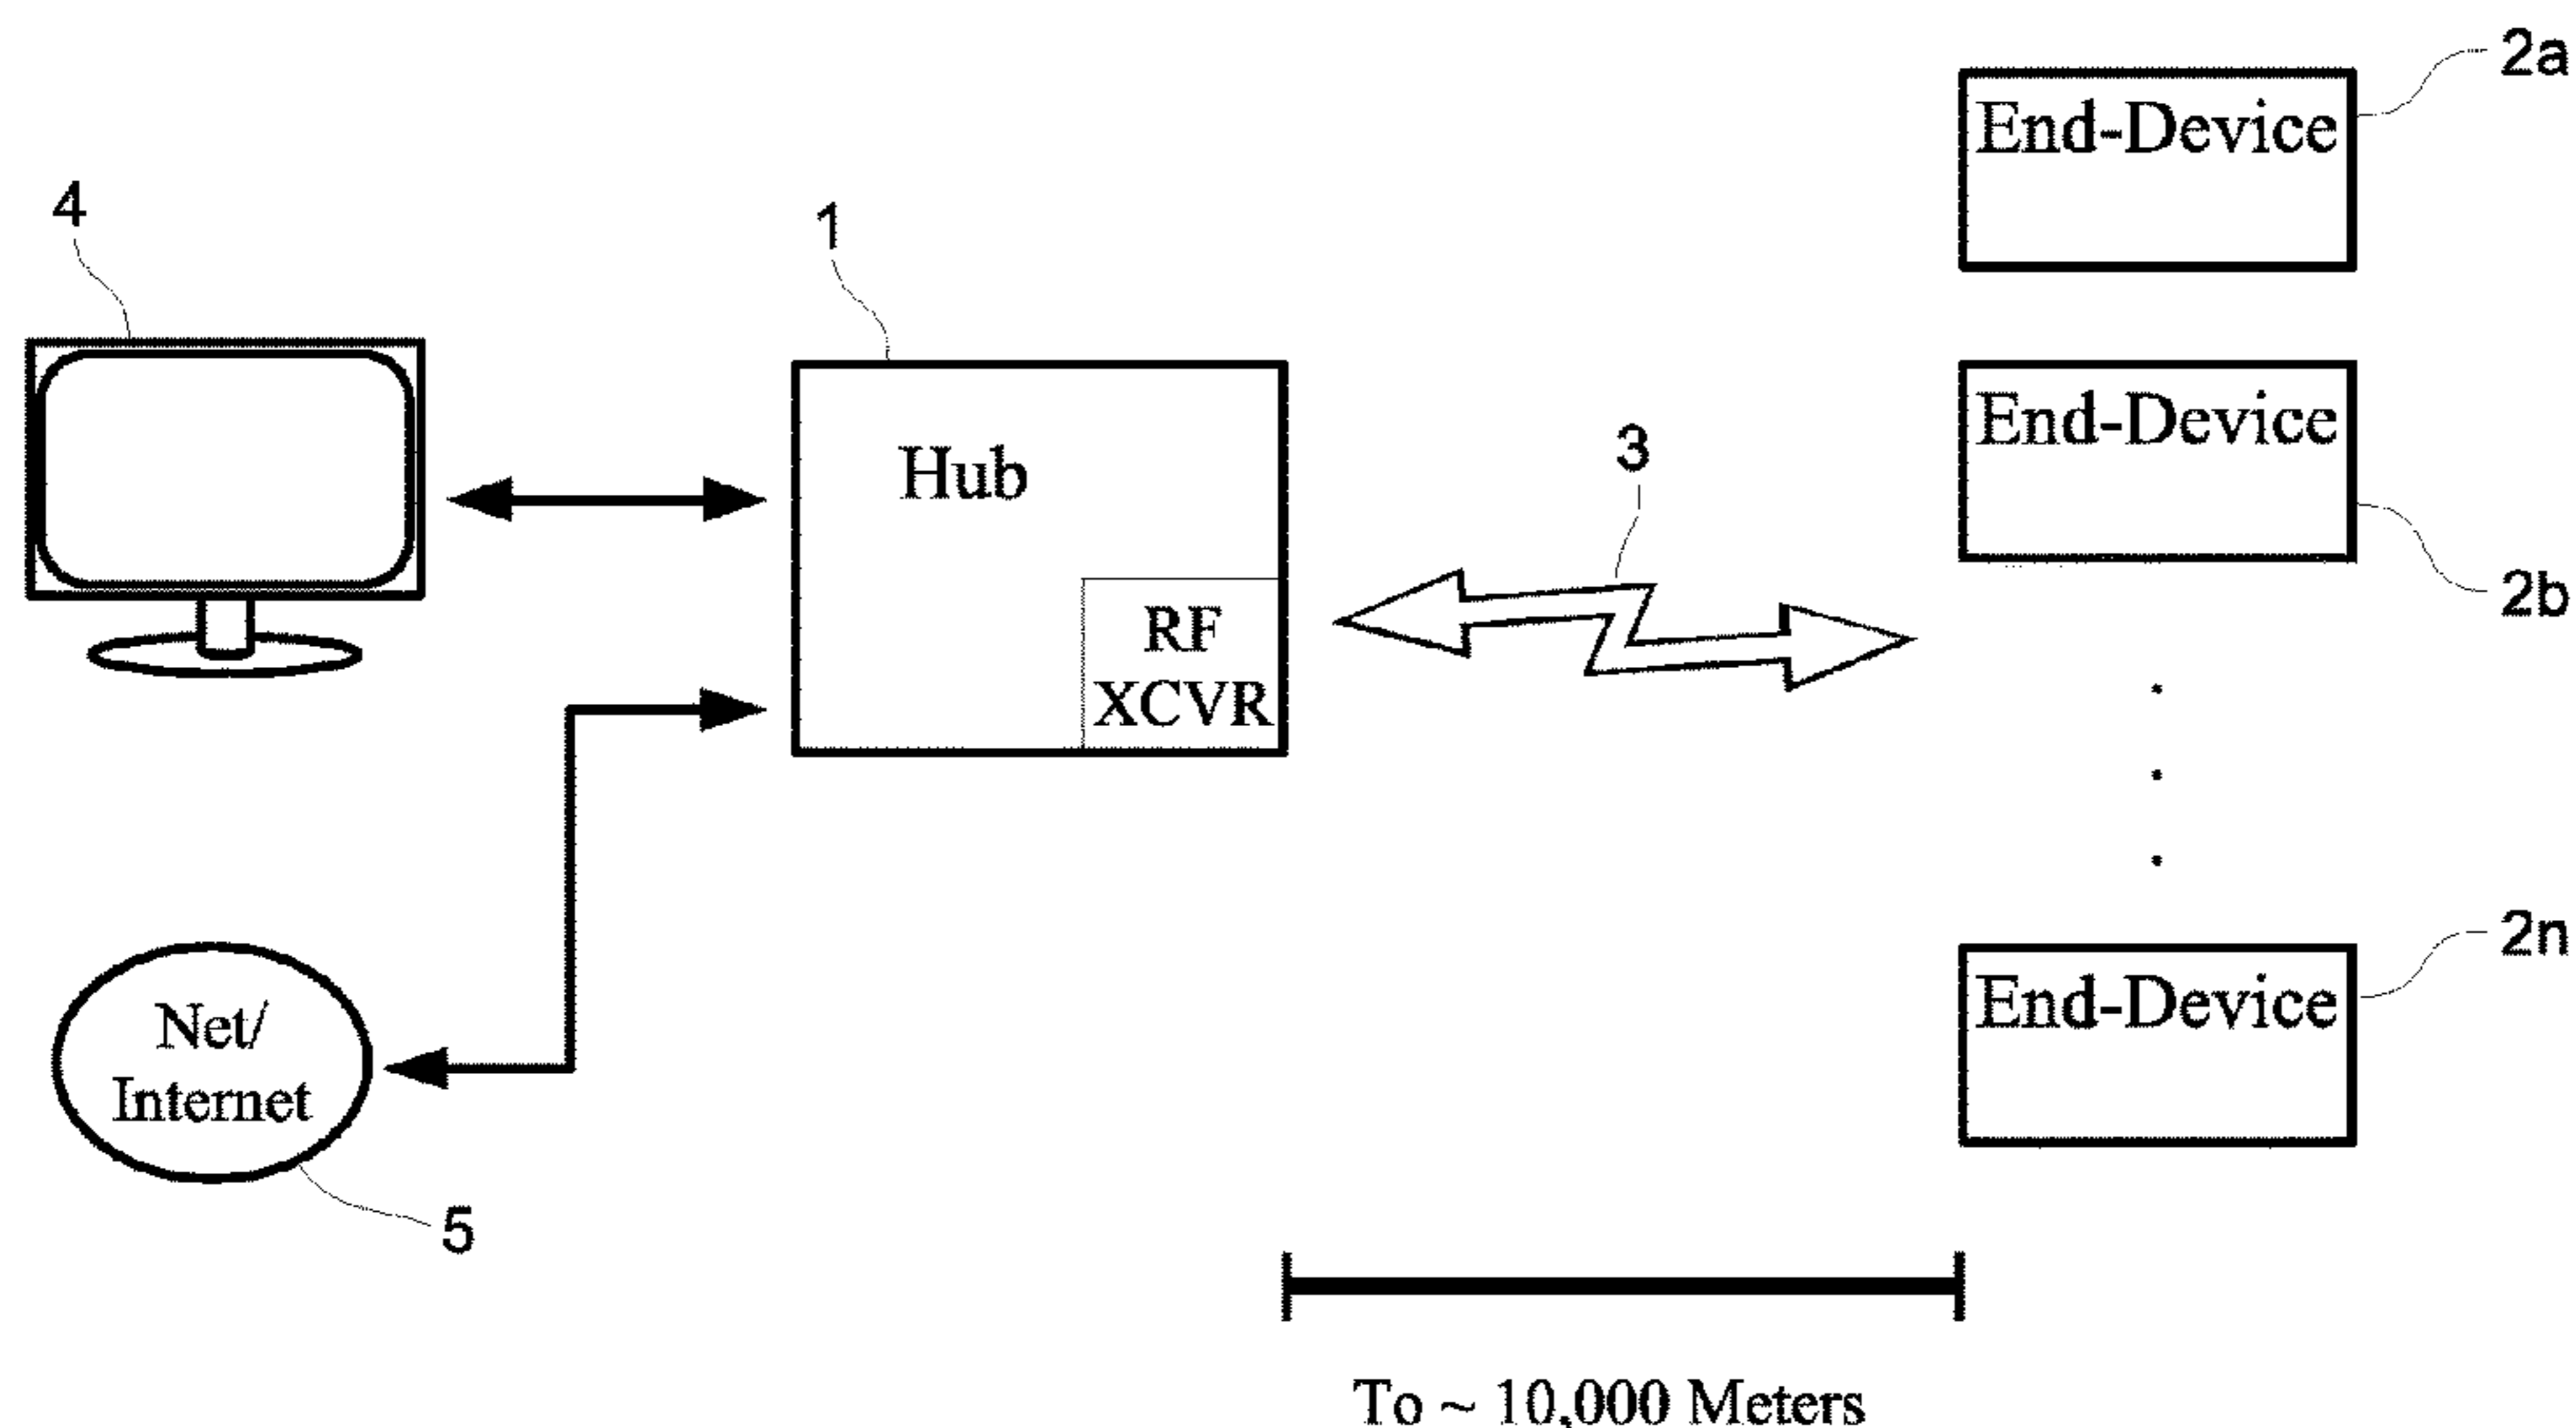 2a
End-Device
4
1
End-Device
Hub
3
2b
RF
XCVR
2n
End-Device
Net/
Internet
5
To ~ 10,000 Meters